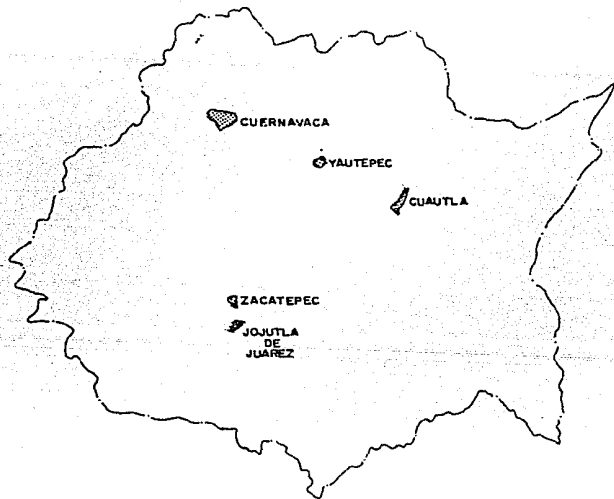 CUERNAVACA
YAUTEPEC
CUAUTLA
ZACATEPEC
JOJUTLA
DE
JUAREZ